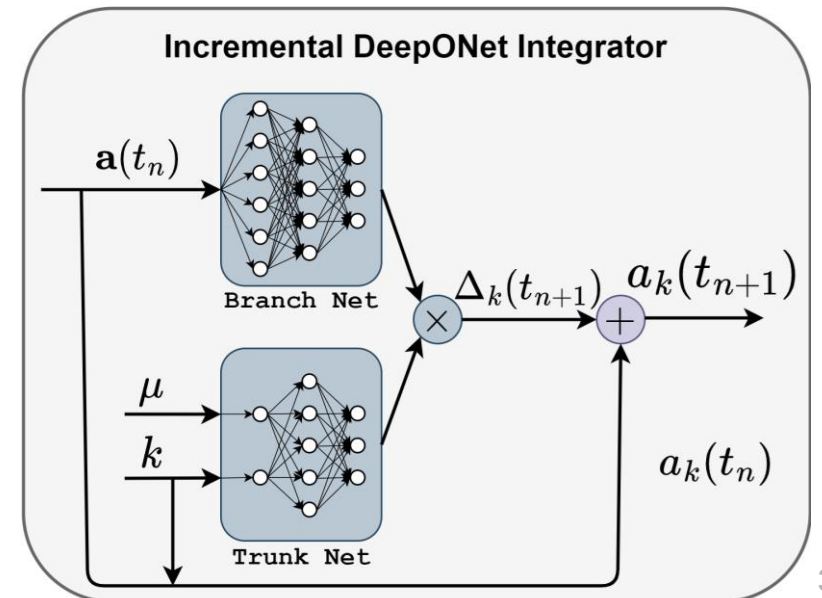 Incremental DeepONet Integrator
𝐚(tₙ)
Branch Net
×
Δₖ(tₙ₊₁)
+
aₖ(tₙ₊₁)
μ
k
aₖ(tₙ)
Trunk Net